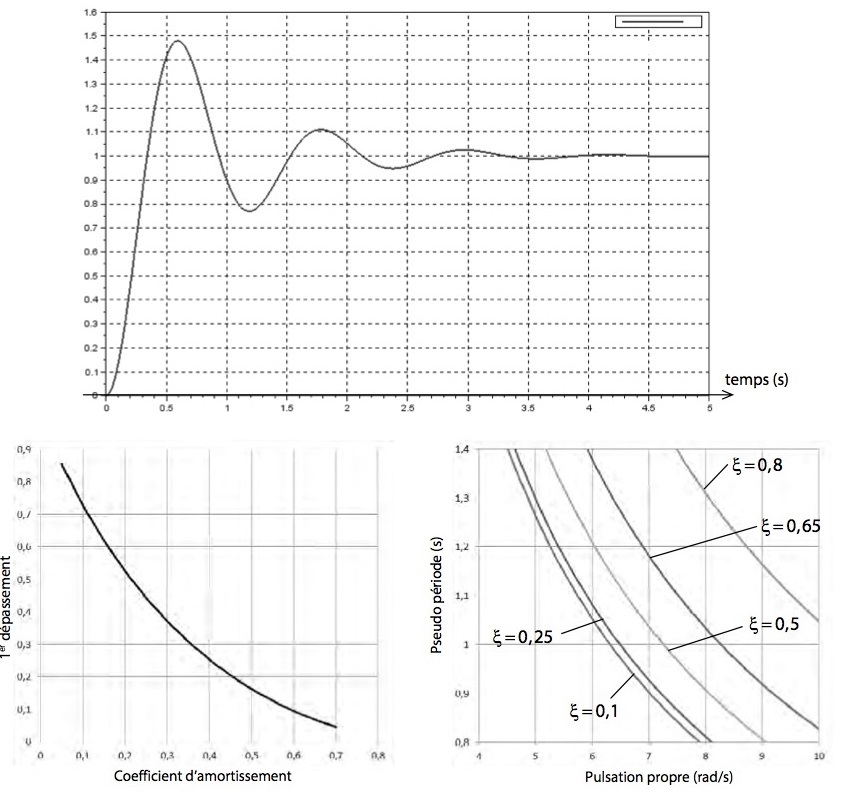 1.6
1.5
1.4
1.3
1.2
1.1
1
0.9
0.8
0.7
0.6
0.5
0.4
0.3
0.2
0.1
0
temps (s)
0 0.5 1 1.5 2 2.5 3 3.5 4 4.5 5
0,9
0,8
0,7
0,6
0,5
0,4
0,3
0,2
0,1
0
1er dépassement
0 0,1 0,2 0,3 0,4 0,5 0,6 0,7 0,8
Coefficient d'amortissement
1,4
1,3
1,2
1,1
1
0,9
0,8
Pseudo période (s)
ξ=0,8
ξ=0,65
ξ=0,5
ξ=0,25
ξ=0,1
4 5 6 7 8 9 10
Pulsation propre (rad/s)